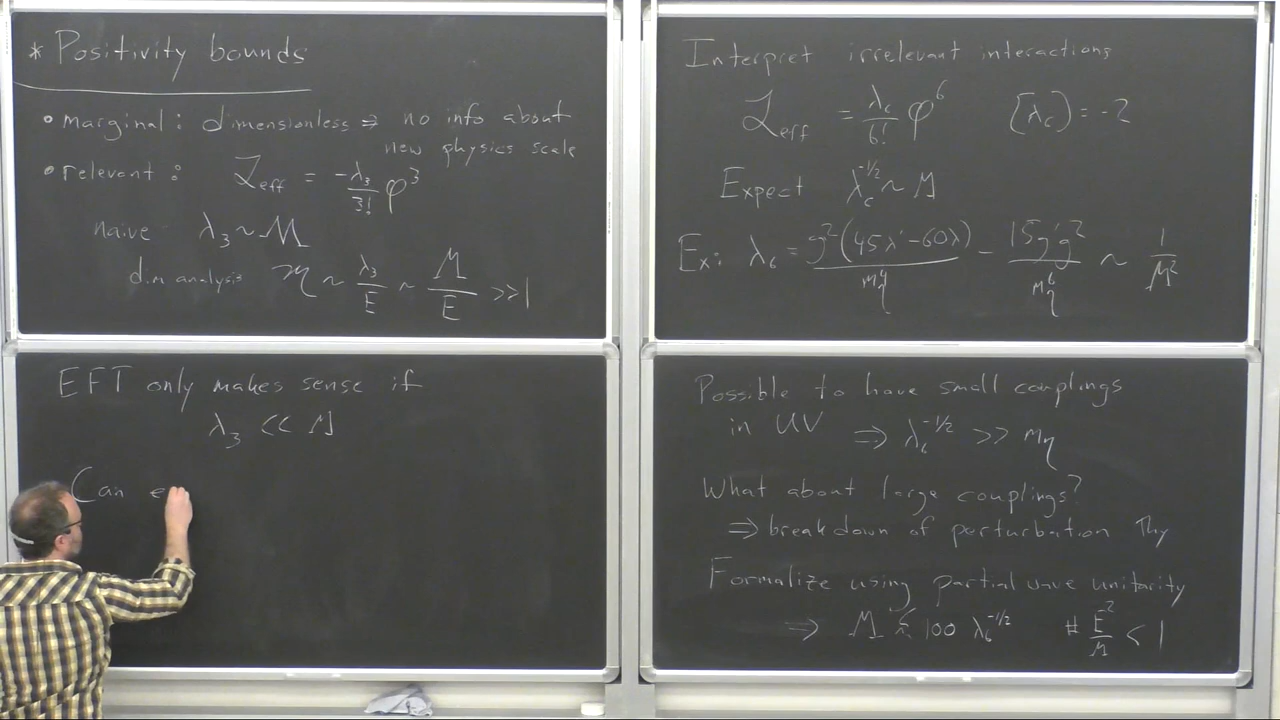 * Positivity bounds
• marginal: dimensionless ⇒ no info about
new physics scale
• relevant: ℒ_eff = -λ₃/3! φ³
naive λ₃ ~ M
dim analysis 𝓜 ~ λ₃/E ~ M/E >> 1
EFT only makes sense if
λ₃ << M
Can e
Interpret irrelevant interactions
ℒ_eff = λ₆/6! φ⁶ [λ₆] = -2
Expect λ₆^{-1/2} ~ M
Ex: λ₆ = g²(45λ' - 60λ)/m_η⁴ - 15g'g²/m_η⁶ ~ 1/M²
Possible to have small couplings
in UV ⇒ λ₆^{-1/2} >> m_η
What about large couplings?
⇒ breakdown of perturbation Thy
Formalize using partial wave unitarity
⇒ M ≲ 100 λ₆^{-1/2} # E²/M < 1